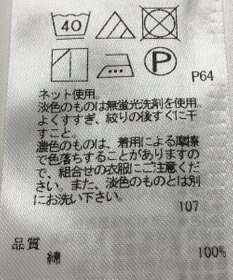 40
P
P64
ネット使用。
淡色のものは無蛍光洗剤を使用。
よくすすぎ、絞りの後すぐに干
すこと。
濃色のものは、着用による摩擦
で色落ちすることがありますの
で、組合せの衣服にご注意くださ
い。また、淡色のものとは別
にお洗い下さい。
107
品質
綿 100%